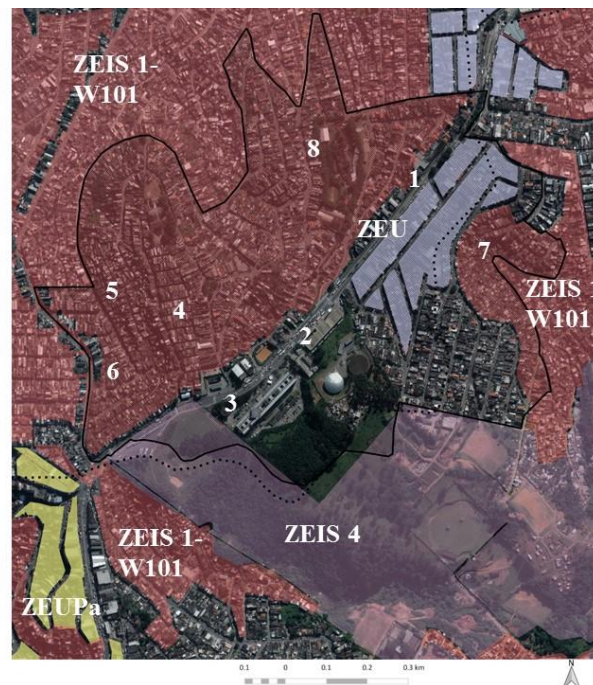 ZEIS 1-
W101
8
1
ZEU
7
5
4
ZEIS 1
W101
2
6
3
ZEIS 4
ZEIS 1-
W101
ZEUPa
0.1 0 0.1 0.2 0.3 km
N